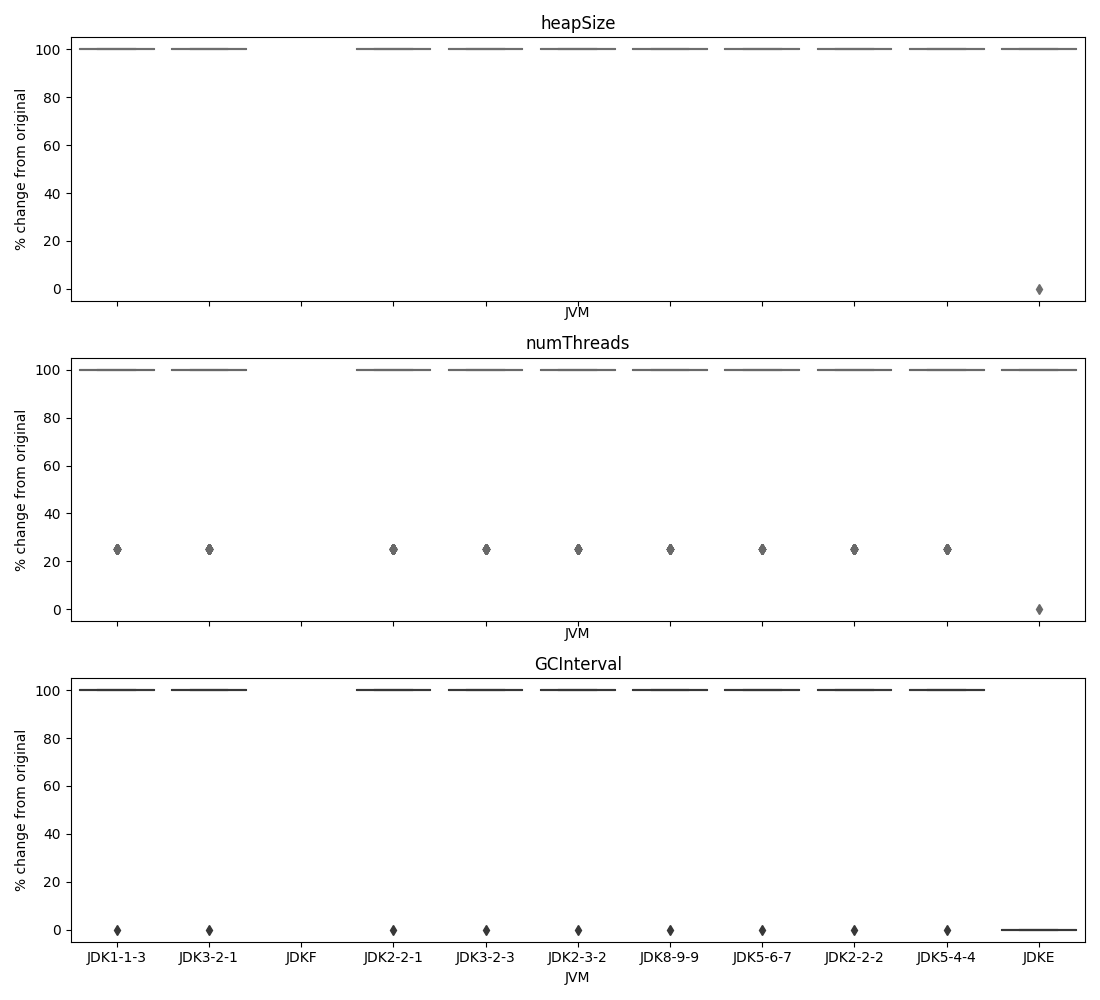 heapSize
% change from original
100
80
60
40
20
0
JVM
numThreads
% change from original
100
80
60
40
20
0
JVM
GCInterval
% change from original
100
80
60
40
20
0
JDK1-1-3 JDK3-2-1 JDKF JDK2-2-1 JDK3-2-3 JDK2-3-2 JDK8-9-9 JDK5-6-7 JDK2-2-2 JDK5-4-4 JDKE
JVM